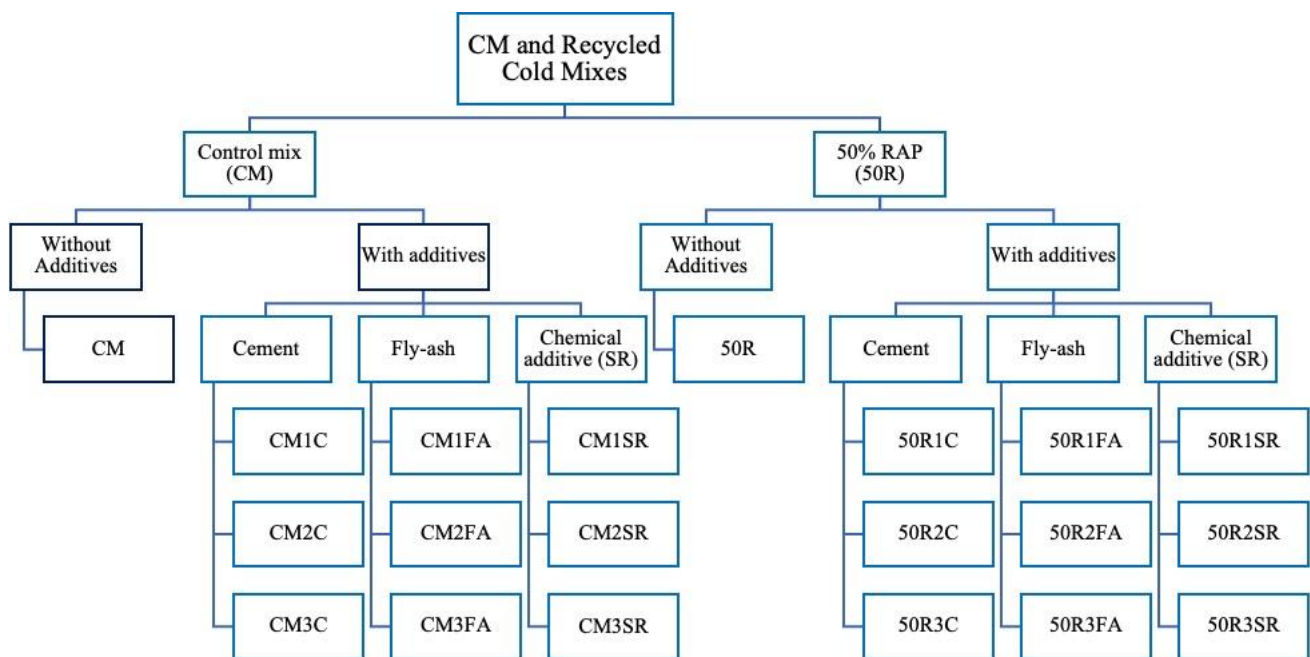 CM and Recycled
Cold Mixes
Control mix
(CM)
50% RAP
(50R)
Without
Additives
With additives
Without
Additives
With additives
CM
Cement
Fly-ash
Chemical
additive (SR)
50R
Cement
Fly-ash
Chemical
additive (SR)
CM1C
CM1FA
CM1SR
50R1C
50R1FA
50R1SR
CM2C
CM2FA
CM2SR
50R2C
50R2FA
50R2SR
CM3C
CM3FA
CM3SR
50R3C
50R3FA
50R3SR